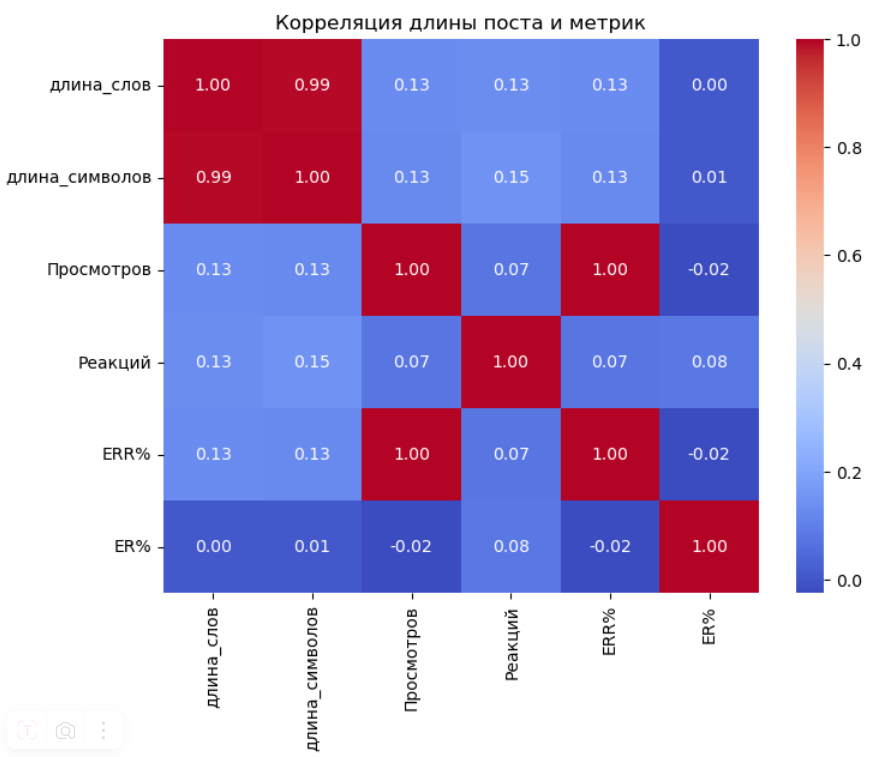 Корреляция длины поста и метрик
длина_слов 1.00 0.99 0.13 0.13 0.13 0.00
длина_символов 0.99 1.00 0.13 0.15 0.13 0.01
Просмотров 0.13 0.13 1.00 0.07 1.00 -0.02
Реакций 0.13 0.15 0.07 1.00 0.07 0.08
ERR% 0.13 0.13 1.00 0.07 1.00 -0.02
ER% 0.00 0.01 -0.02 0.08 -0.02 1.00
длина_слов
длина_символов
Просмотров
Реакций
ERR%
ER%
1.0
0.8
0.6
0.4
0.2
0.0